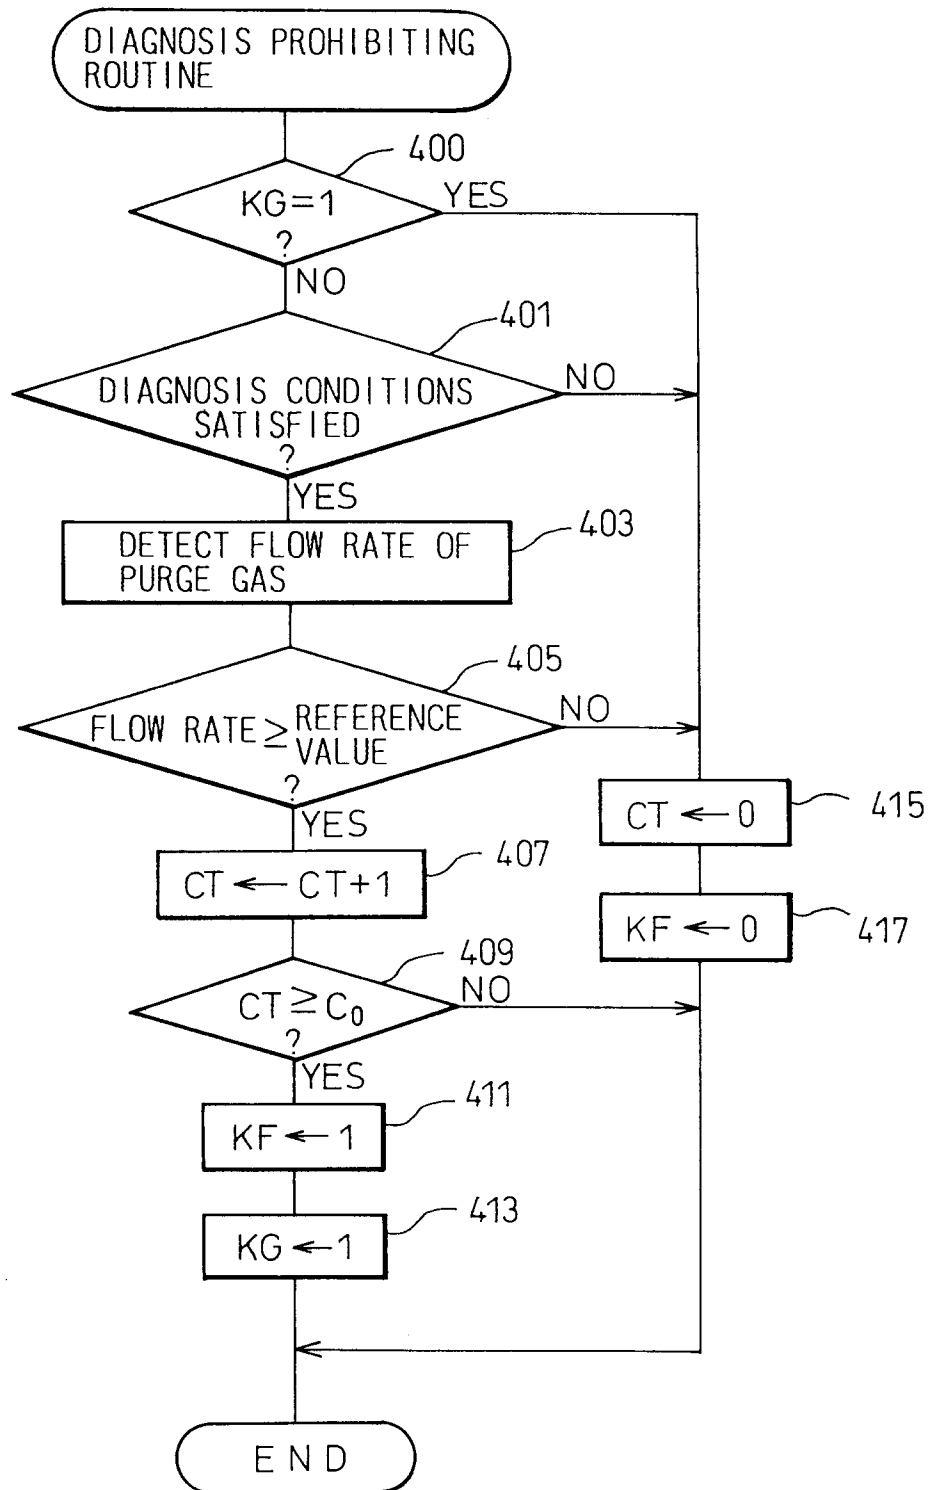 DIAGNOSIS PROHIBITING
ROUTINE
400
KG=1
?
YES
NO
401
DIAGNOSIS CONDITIONS
SATISFIED
?
NO
YES
403
DETECT FLOW RATE OF
PURGE GAS
405
FLOW RATE ≥ REFERENCE
VALUE
?
NO
YES
CT ← 0
415
407
CT ← CT+1
KF ← 0
417
409
CT ≥ C₀
?
NO
YES
411
KF ← 1
413
KG ← 1
END